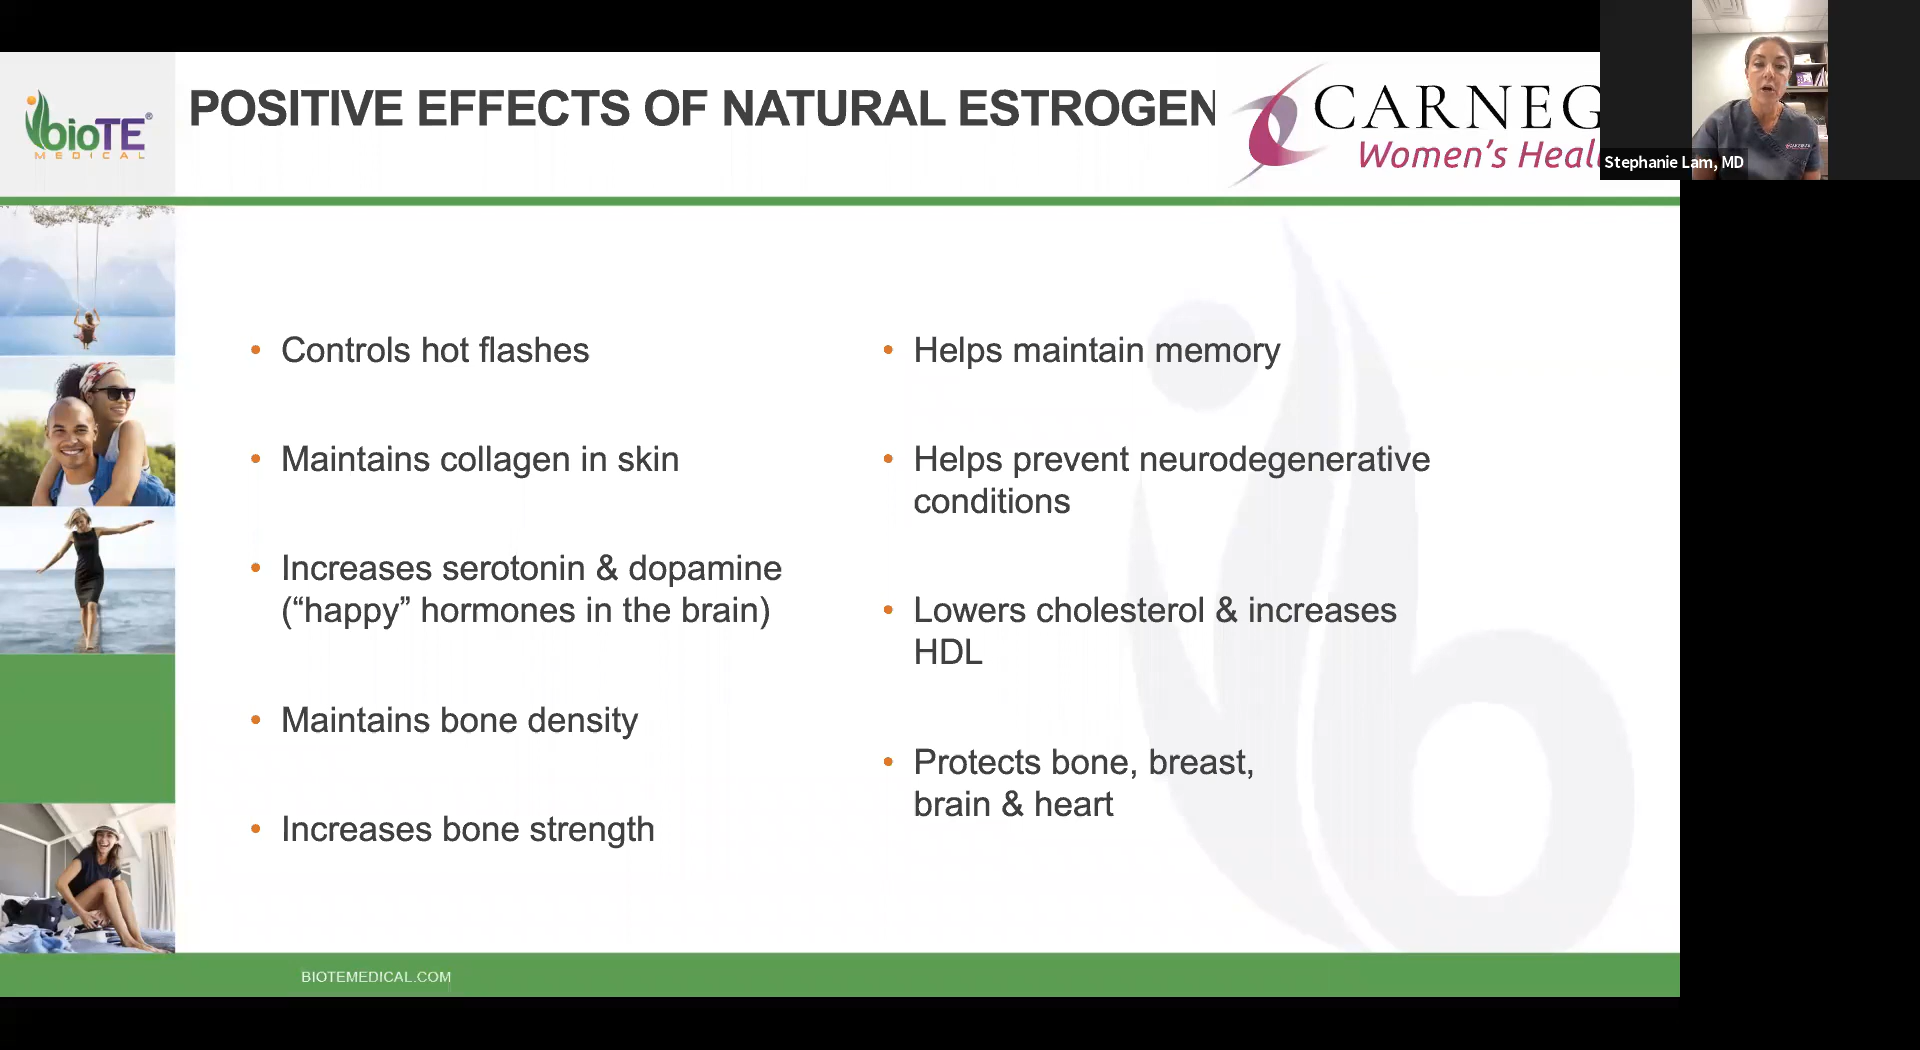 bioTE®
MEDICAL
POSITIVE EFFECTS OF NATURAL ESTROGEN
CARNEG
Women's Heal
Stephanie Lam, MD
• Controls hot flashes
• Maintains collagen in skin
• Increases serotonin & dopamine
(“happy” hormones in the brain)
• Maintains bone density
• Increases bone strength
• Helps maintain memory
• Helps prevent neurodegenerative
conditions
• Lowers cholesterol & increases
HDL
• Protects bone, breast,
brain & heart
BIOTEMEDICAL.COM